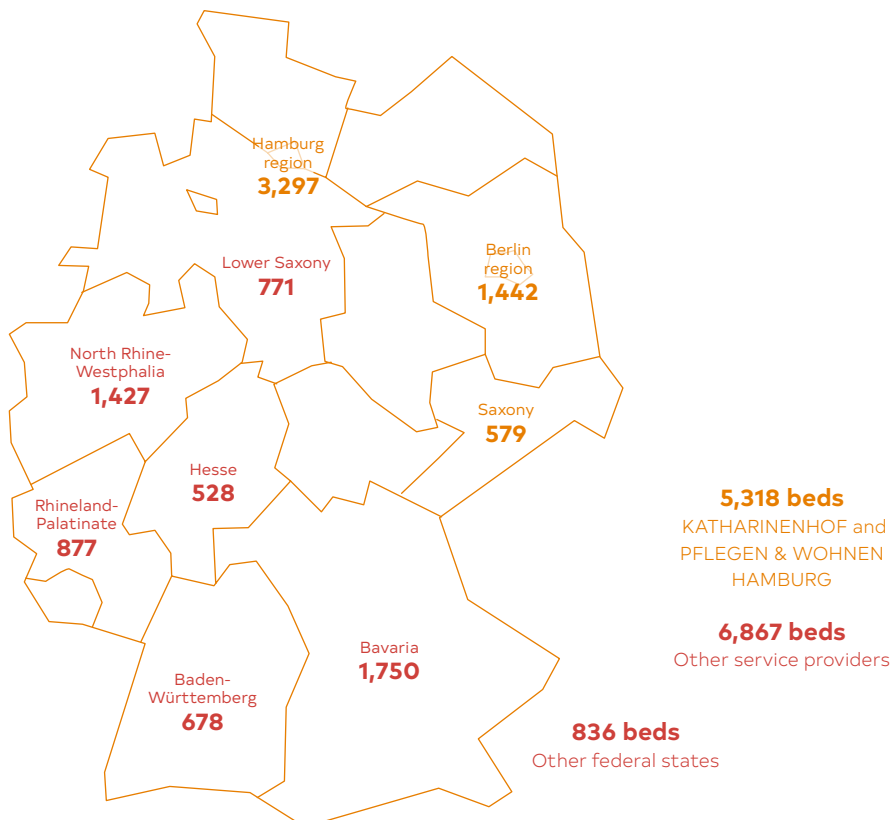 Hamburg
region
3,297
Lower Saxony
771
Berlin
region
1,442
North Rhine-
Westphalia
1,427
Saxony
579
Hesse
528
Rhineland-
Palatinate
877
5,318 beds
KATHARINENHOF and
PFLEGEN & WOHNEN
HAMBURG
6,867 beds
Other service providers
Bavaria
1,750
Baden-
Württemberg
678
836 beds
Other federal states